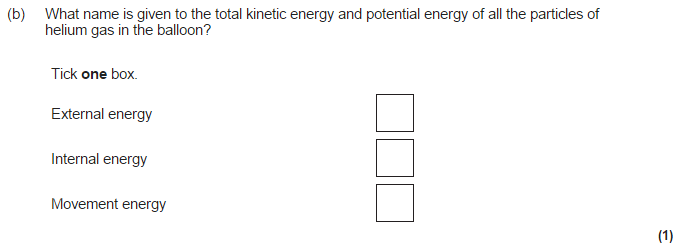 (b) What name is given to the total kinetic energy and potential energy of all the particles of
helium gas in the balloon?
Tick one box.
External energy
Internal energy
Movement energy
(1)